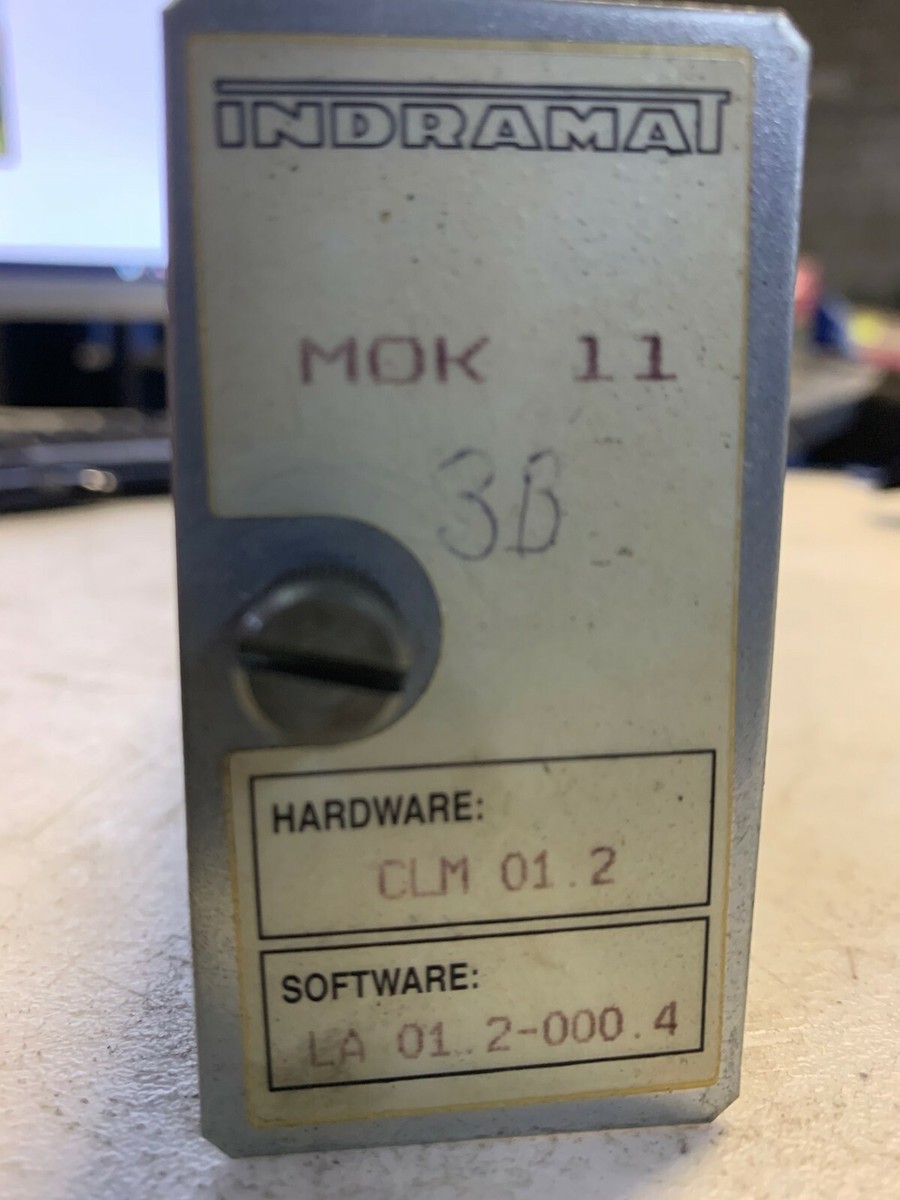 INDRAMAT
MOK 11
3B
HARDWARE:
CLM 01.2
SOFTWARE:
LA 01.2-000.4